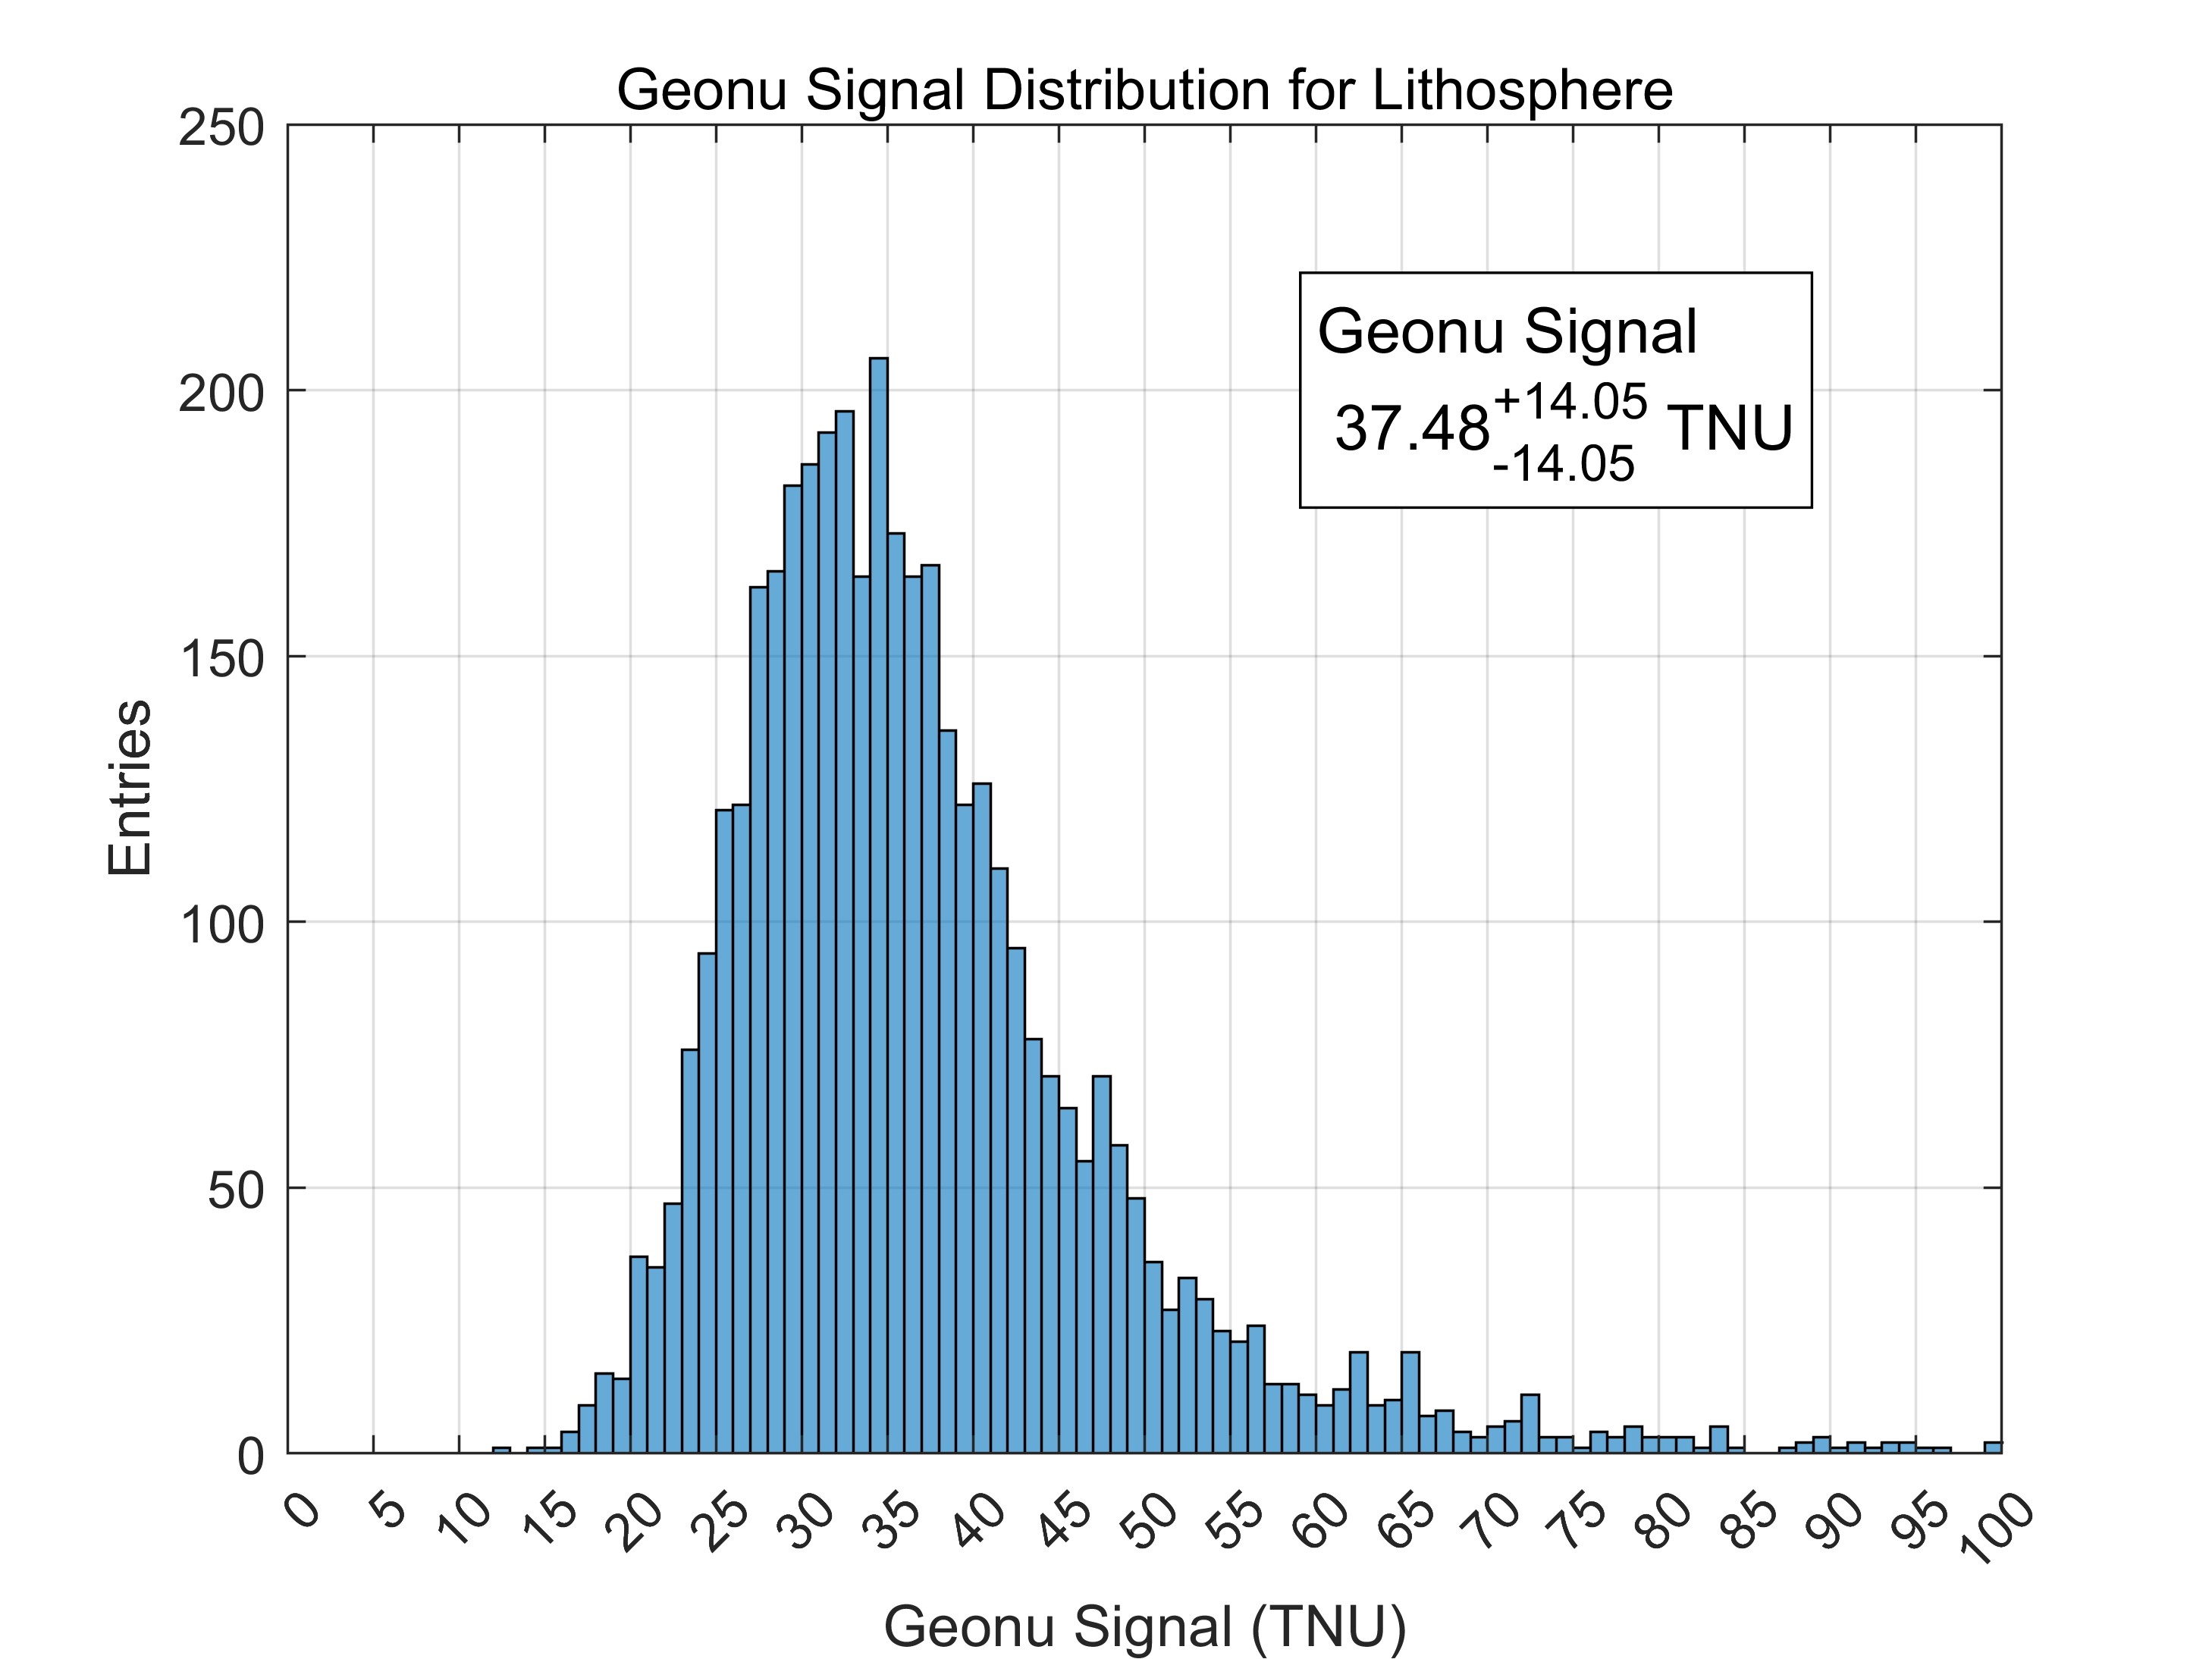 Geonu Signal Distribution for Lithosphere
250
200
150
100
50
0
Entries
Geonu Signal
37.48 +14.05 -14.05 TNU
0 5 10 15 20 25 30 35 40 45 50 55 60 65 70 75 80 85 90 95 100
Geonu Signal (TNU)